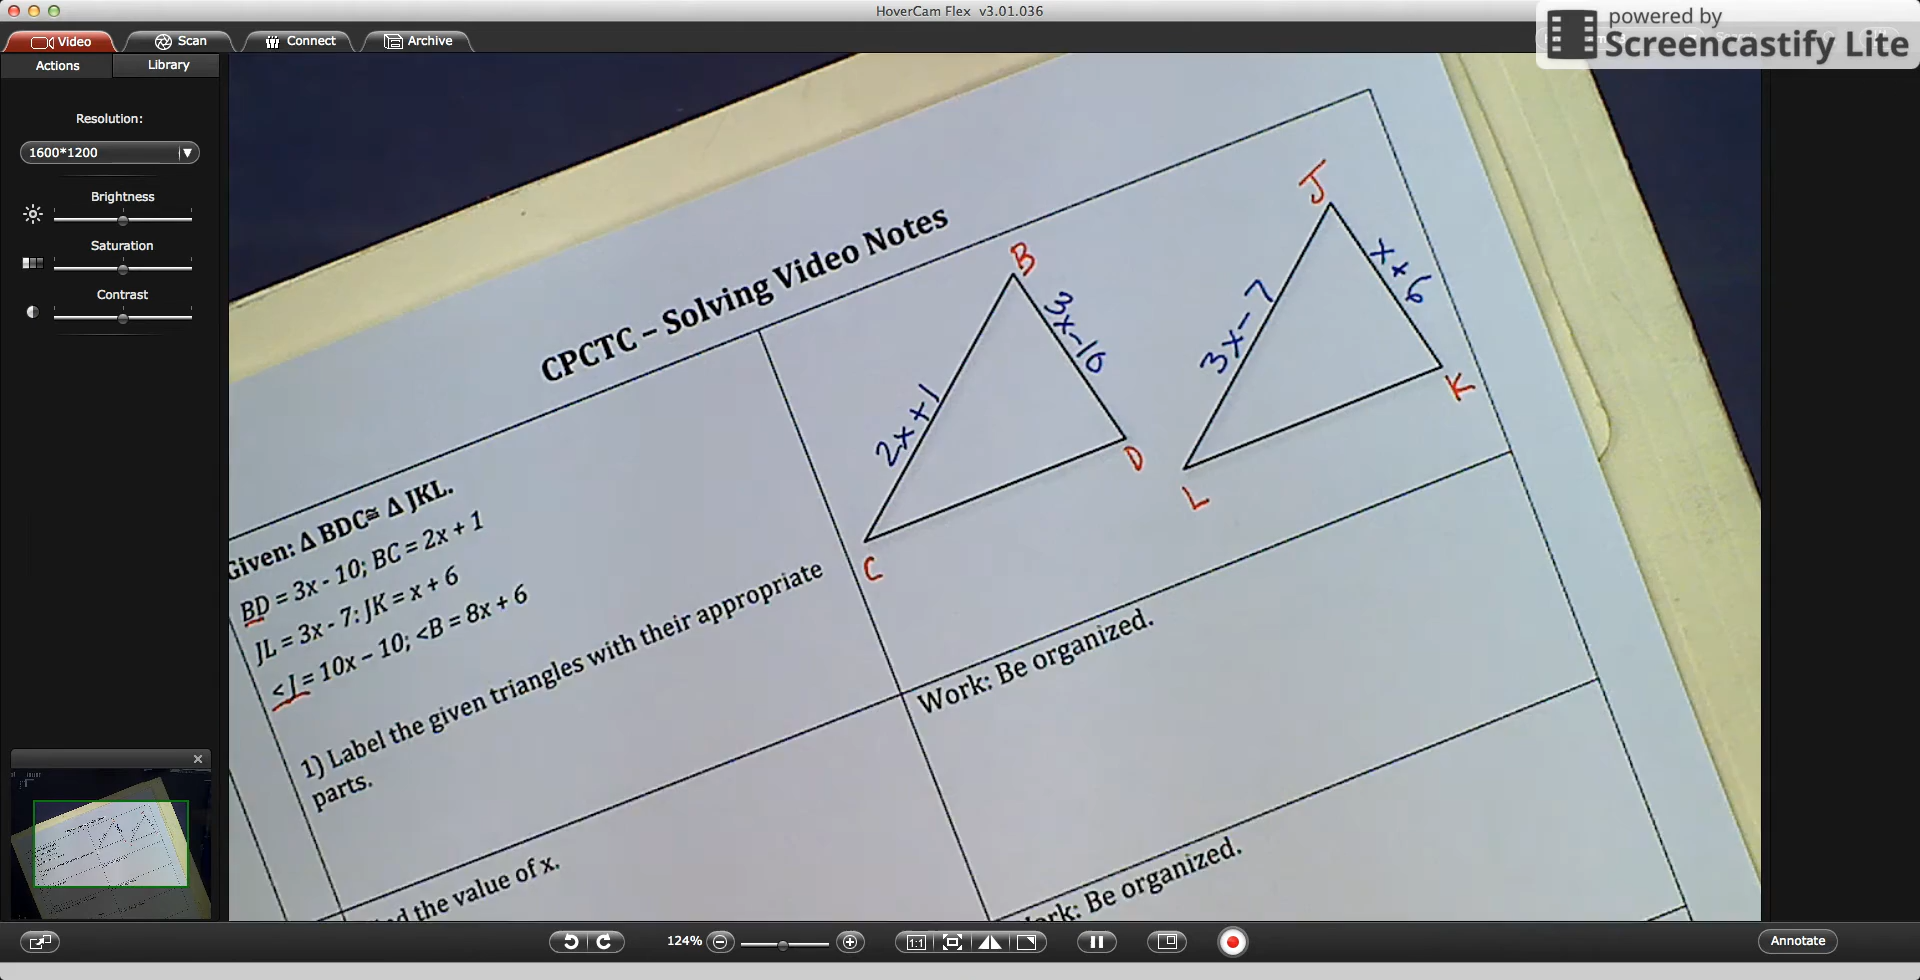 HoverCam Flex v3.01.036
powered by
Screencastify Lite
Video
Scan
Connect
Archive
Actions
Library
Resolution:
1600*1200
Brightness
Saturation
Contrast
CPCTC – Solving Video Notes
Given: Δ BDC≅ Δ JKL.
BD = 3x - 10; BC = 2x + 1
JL = 3x - 7: JK = x + 6
<J = 10x – 10; <B = 8x + 6
1) Label the given triangles with their appropriate
parts.
B
3x-10
2x+1
D
C
J
x+6
3x-7
K
L
Work: Be organized.
the value of x.
Be organized.
124%
1:1
Annotate